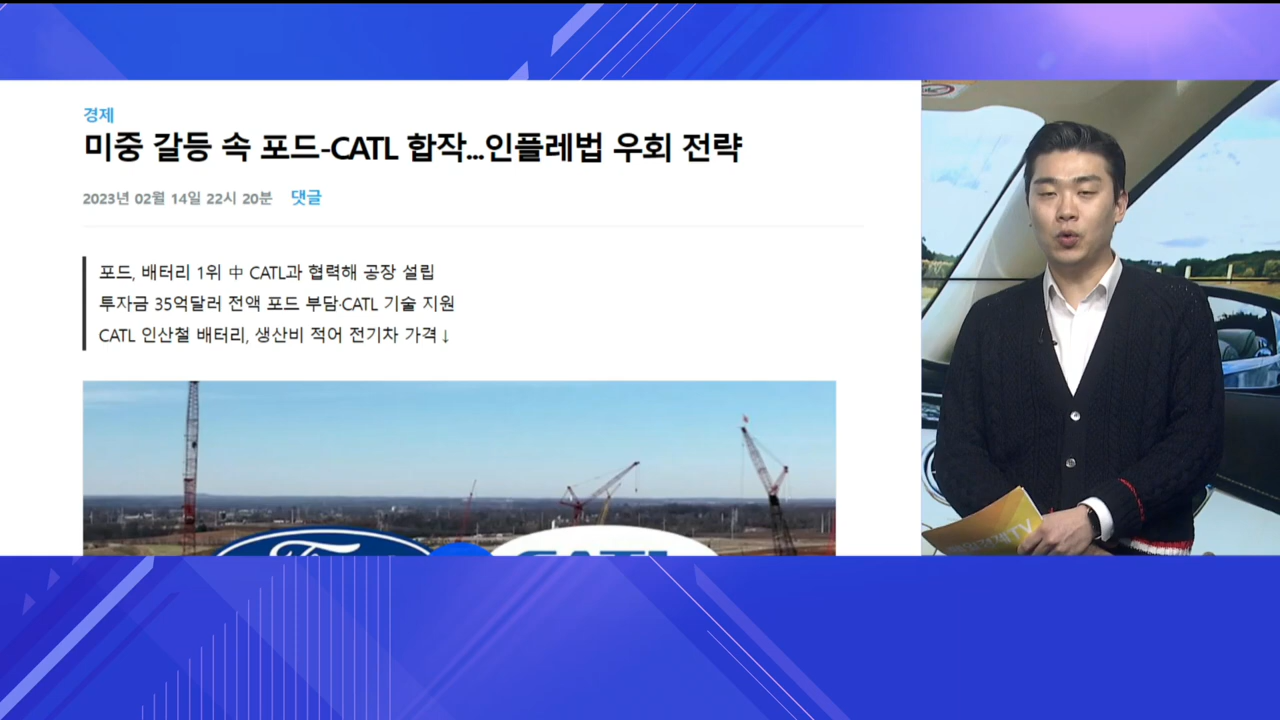 경제
미중 갈등 속 포드-CATL 합작...인플레법 우회 전략
2023년 02월 14일 22시 20분 댓글
포드, 배터리 1위 中 CATL과 협력해 공장 설립
투자금 35억달러 전액 포드 부담·CATL 기술 지원
CATL 인산철 배터리, 생산비 적어 전기차 가격↓
CATL